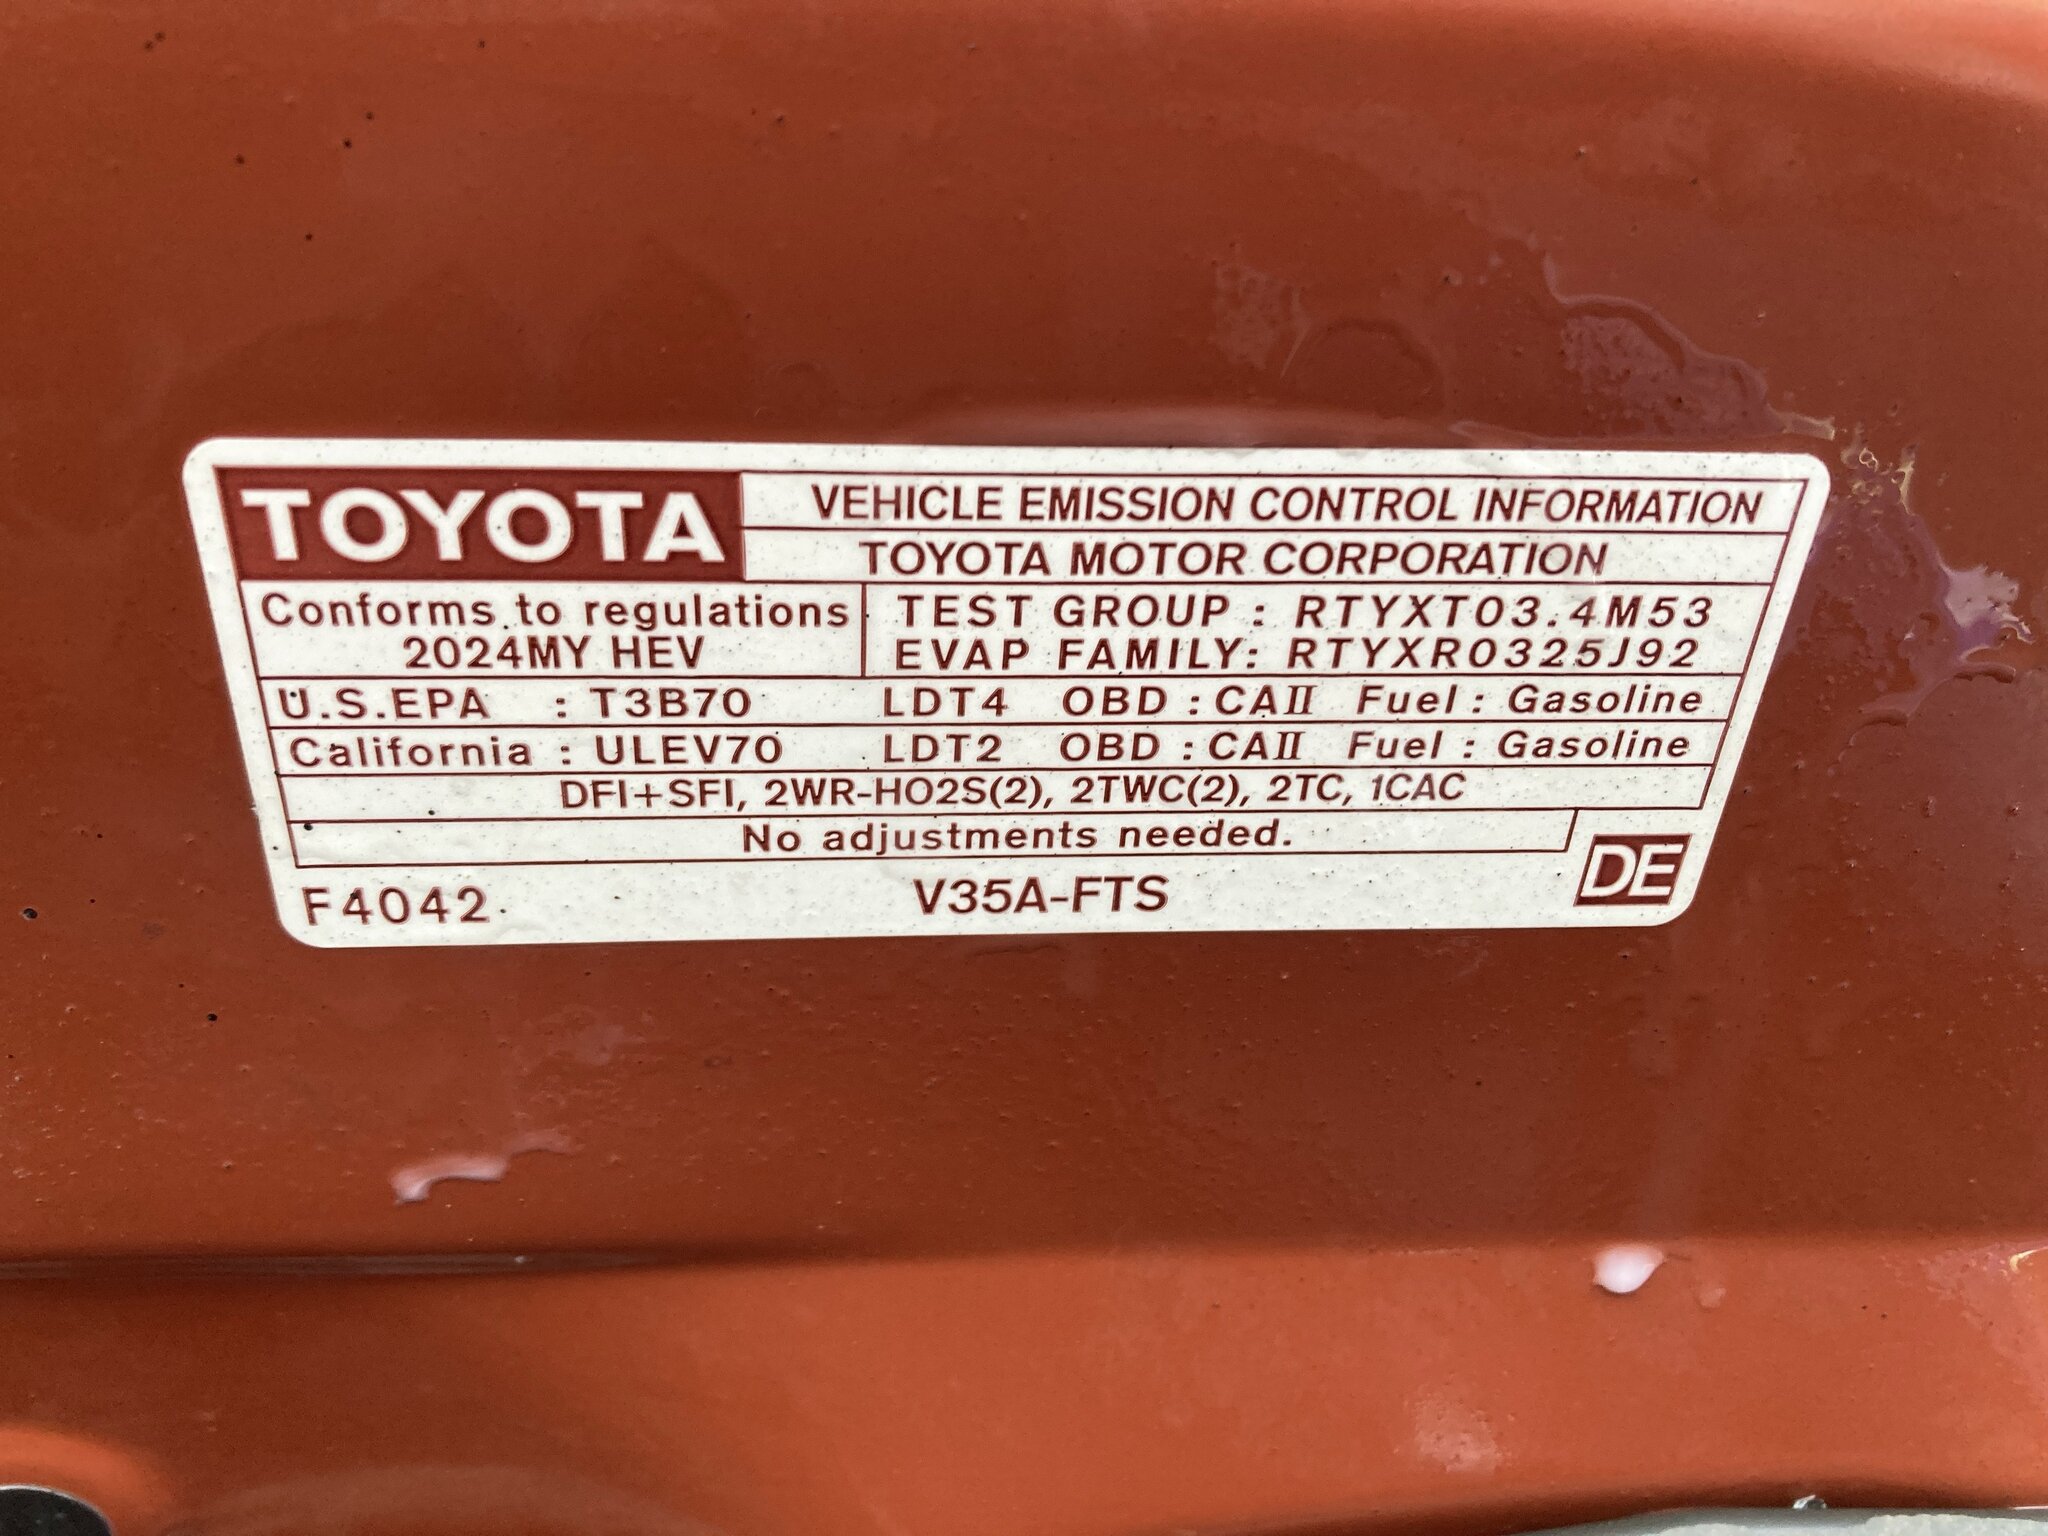 TOYOTA
VEHICLE EMISSION CONTROL INFORMATION
TOYOTA MOTOR CORPORATION
Conforms to regulations
2024MY HEV
TEST GROUP : RTYXT03.4M53
EVAP FAMILY: RTYXR0325J92
U.S.EPA : T3B70 LDT4 OBD : CAII Fuel : Gasoline
California : ULEV70 LDT2 OBD : CAII Fuel : Gasoline
DFI+SFI, 2WR-HO2S(2), 2TWC(2), 2TC, 1CAC
No adjustments needed.
F4042
V35A-FTS
DE